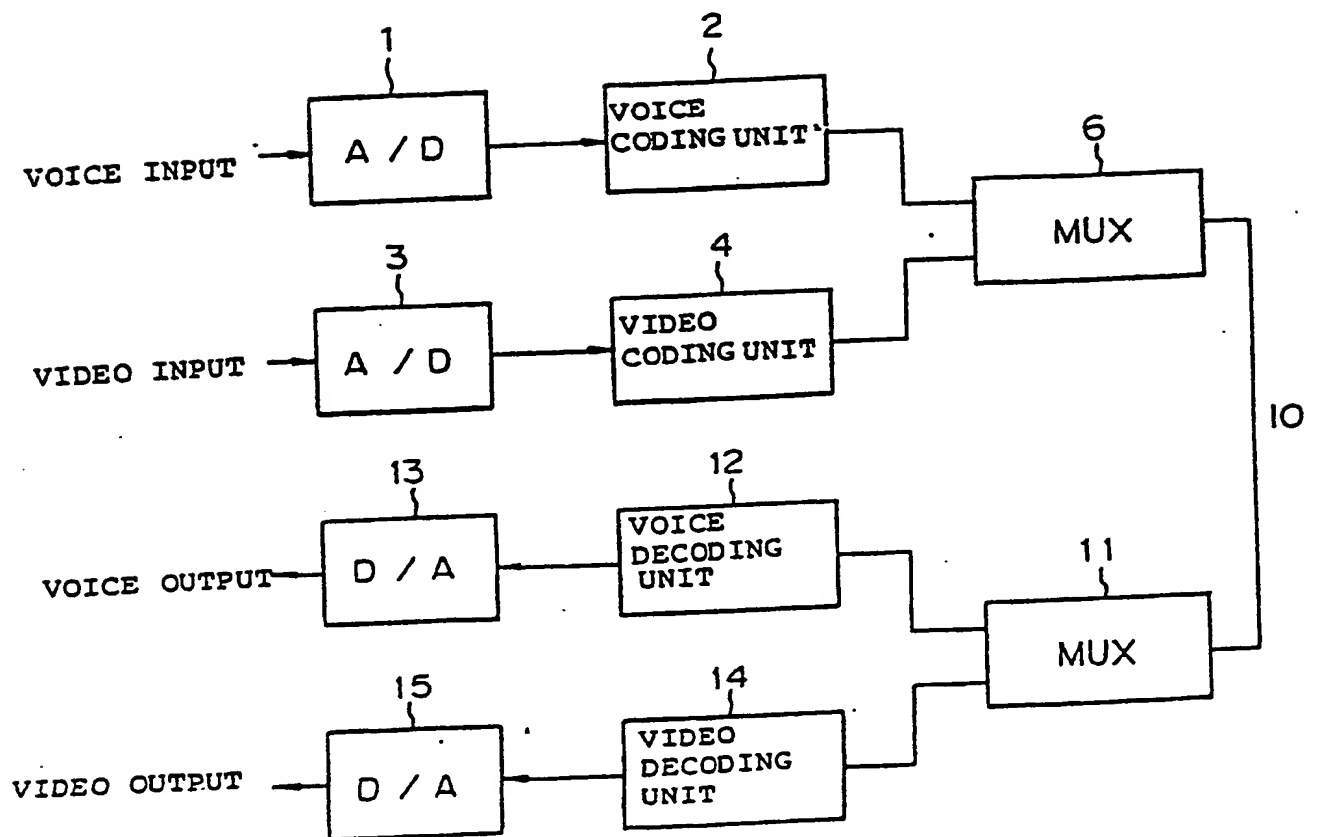 1
2
A / D
VOICE
CODING UNIT
VOICE INPUT
6
MUX
3
4
A / D
VIDEO
CODING UNIT
VIDEO INPUT
10
13
12
D / A
VOICE
DECODING
UNIT
VOICE OUTPUT
11
MUX
15
14
D / A
VIDEO
DECODING
UNIT
VIDEO OUTPUT